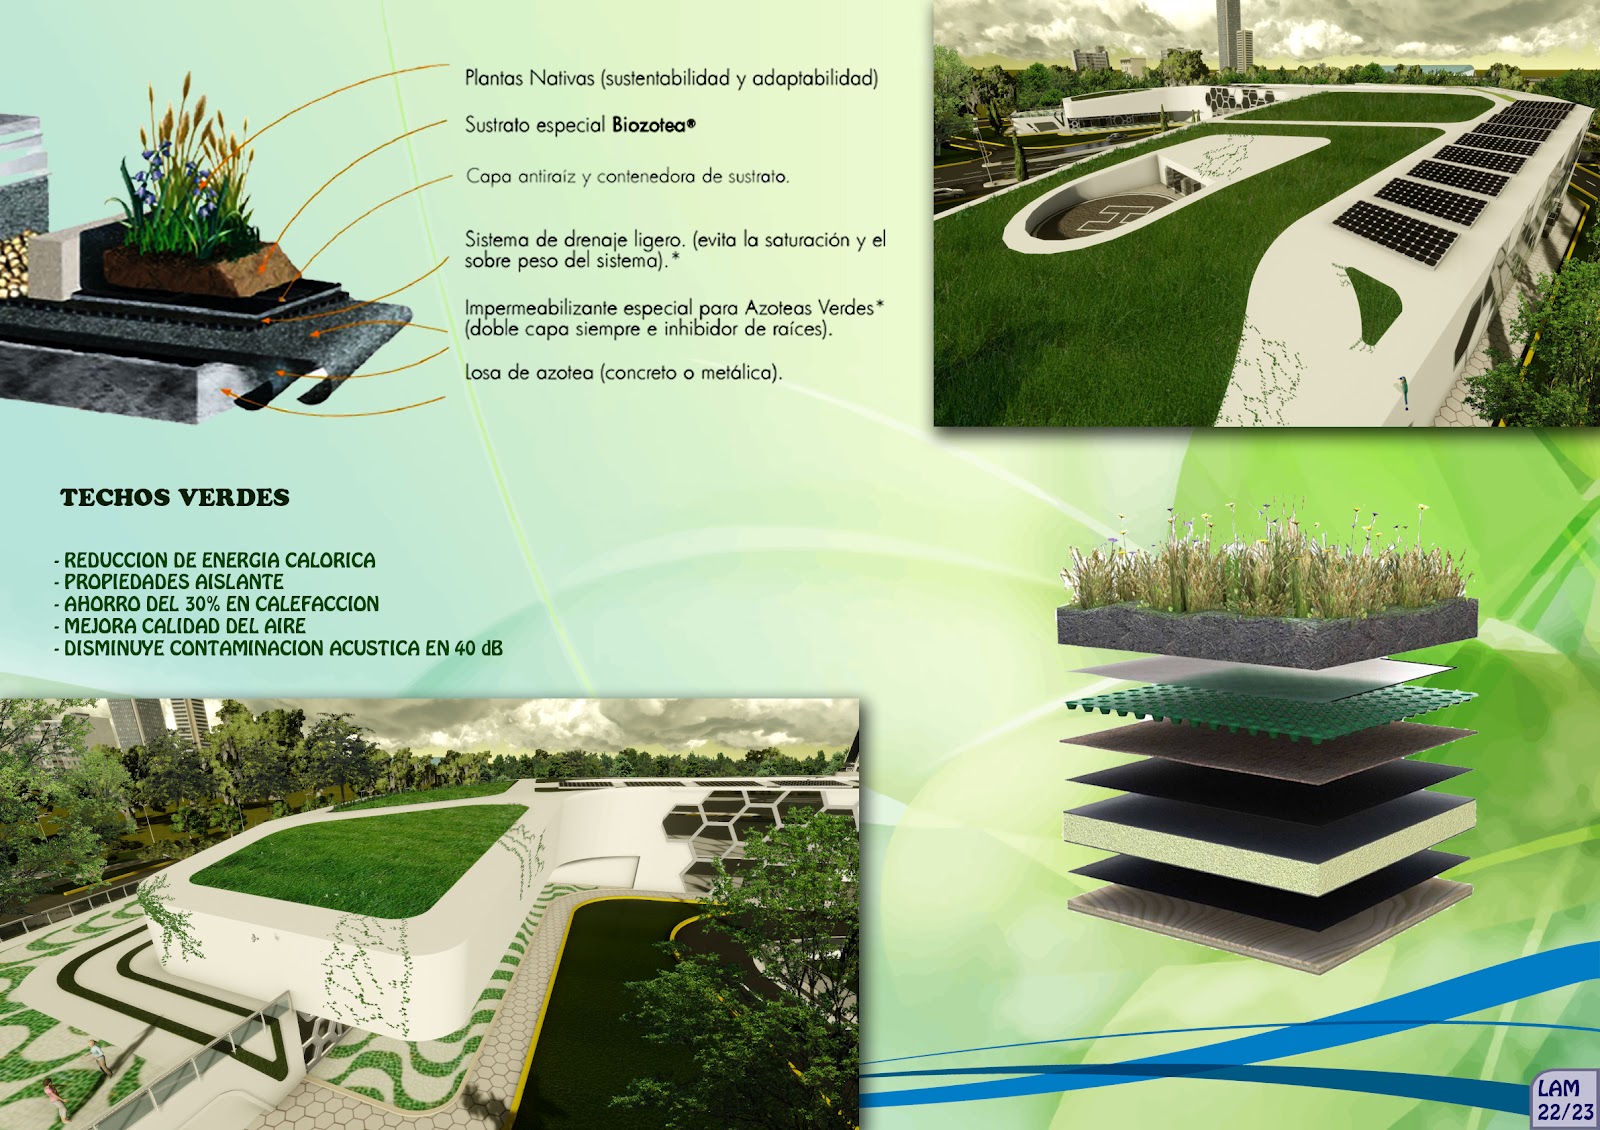 Plantas Nativas (sustentabilidad y adaptabilidad)
Sustrato especial Biozotea®
Capa antiraíz y contenedora de sustrato.
Sistema de drenaje ligero. (evita la saturación y el
sobre peso del sistema).*
Impermeabilizante especial para Azoteas Verdes*
(doble capa siempre e inhibidor de raíces).
Losa de azotea (concreto o metálica).
TECHOS VERDES
- REDUCCION DE ENERGIA CALORICA
- PROPIEDADES AISLANTE
- AHORRO DEL 30% EN CALEFACCION
- MEJORA CALIDAD DEL AIRE
- DISMINUYE CONTAMINACION ACUSTICA EN 40 dB
H
LAM
22/23